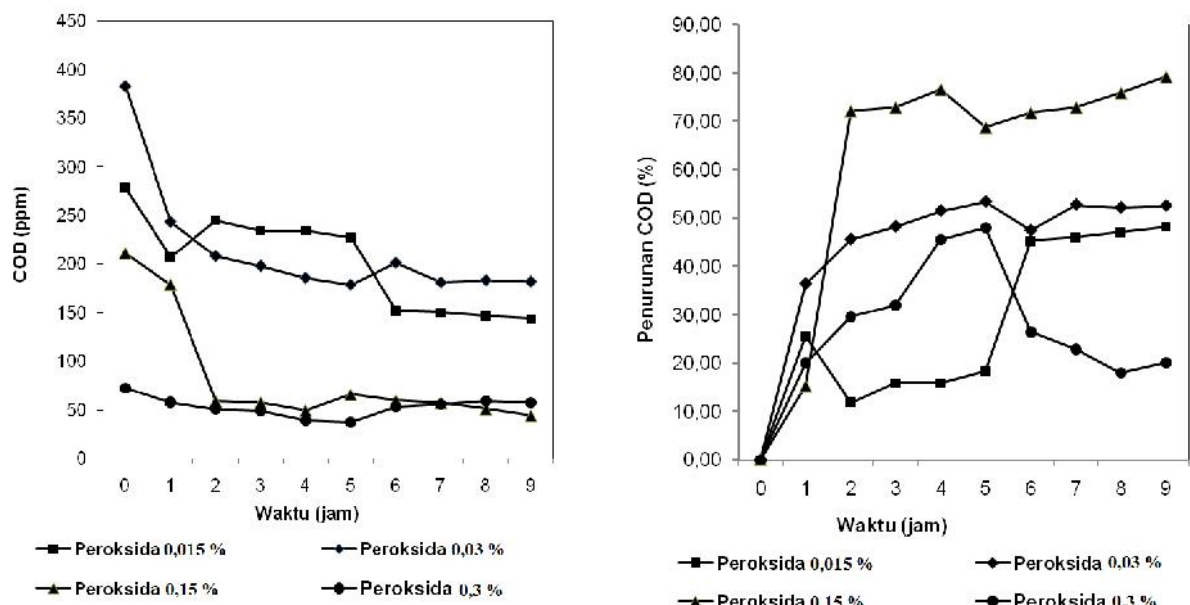 COD (ppm)
450
400
350
300
250
200
150
100
50
0
0 1 2 3 4 5 6 7 8 9
Waktu (jam)
Peroksida 0,015 %
Peroksida 0,03 %
Peroksida 0,15 %
Peroksida 0,3 %
Penurunan COD (%)
90,00
80,00
70,00
60,00
50,00
40,00
30,00
20,00
10,00
0,00
0 1 2 3 4 5 6 7 8 9
Waktu (jam)
Peroksida 0,015 %
Peroksida 0,03 %
Peroksida 0,15 %
Peroksida 0,3 %